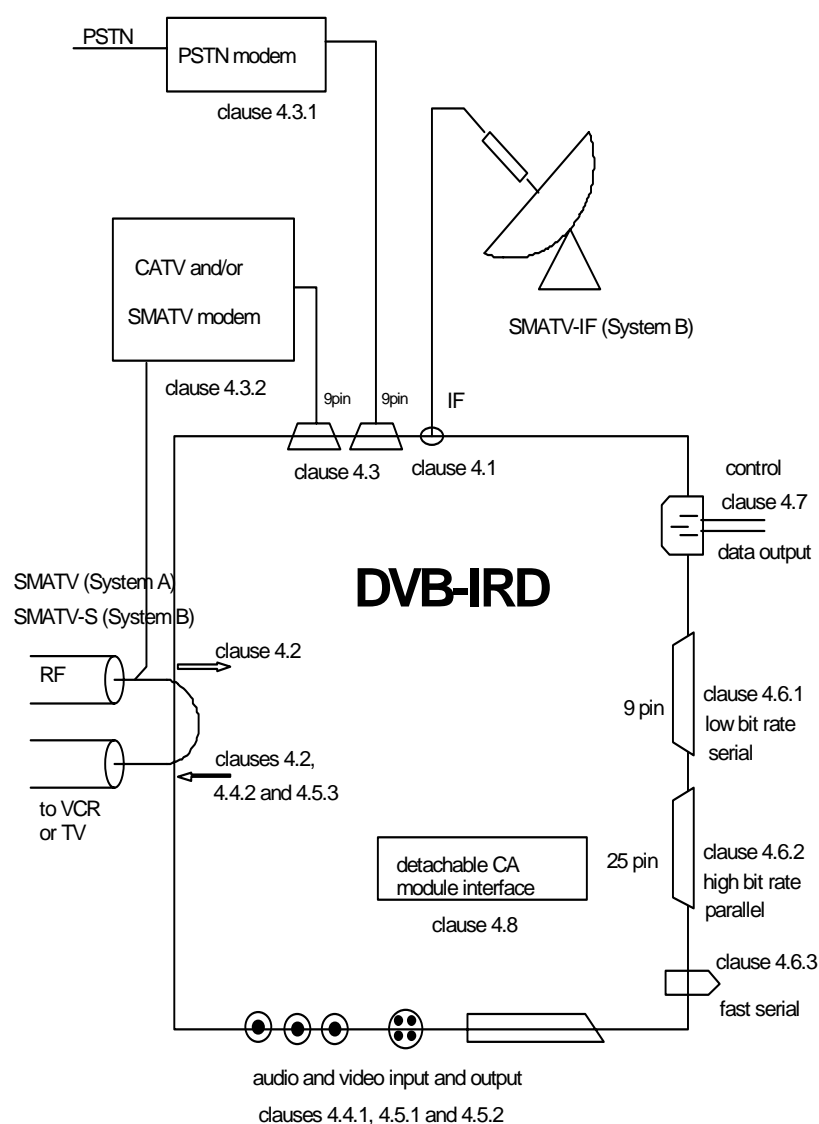 PSTN
PSTN modem
clause 4.3.1
CATV and/or
SMATV modem
clause 4.3.2
SMATV-IF (System B)
9pin
9pin
IF
clause 4.3
clause 4.1
control
clause 4.7
data output
DVB-IRD
SMATV (System A)
SMATV-S (System B)
RF
clause 4.2
clauses 4.2,
4.4.2 and 4.5.3
to VCR
or TV
9 pin
clause 4.6.1
low bit rate
serial
25 pin
clause 4.6.2
high bit rate
parallel
detachable CA
module interface
clause 4.8
clause 4.6.3
fast serial
audio and video input and output
clauses 4.4.1, 4.5.1 and 4.5.2